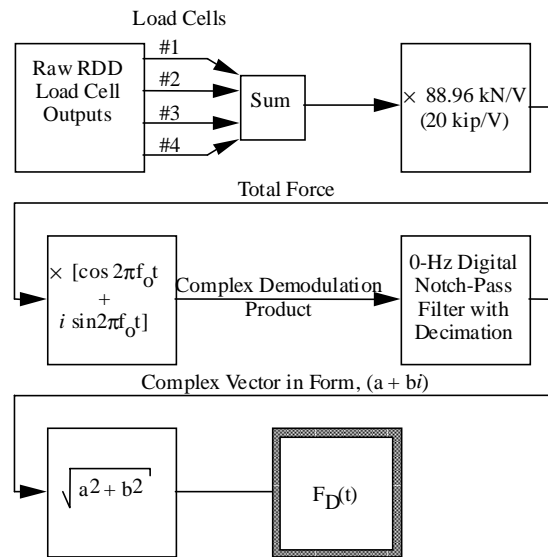 Load Cells
#1
#2
#3
#4
Raw RDD
Load Cell
Outputs
Sum
× 88.96 kN/V
(20 kip/V)
Total Force
× [cos 2πfₒt
+
i sin2πfₒt]
Complex Demodulation
Product
0-Hz Digital
Notch-Pass
Filter with
Decimation
Complex Vector in Form, (a + bi)
√a² + b²
F_D(t)